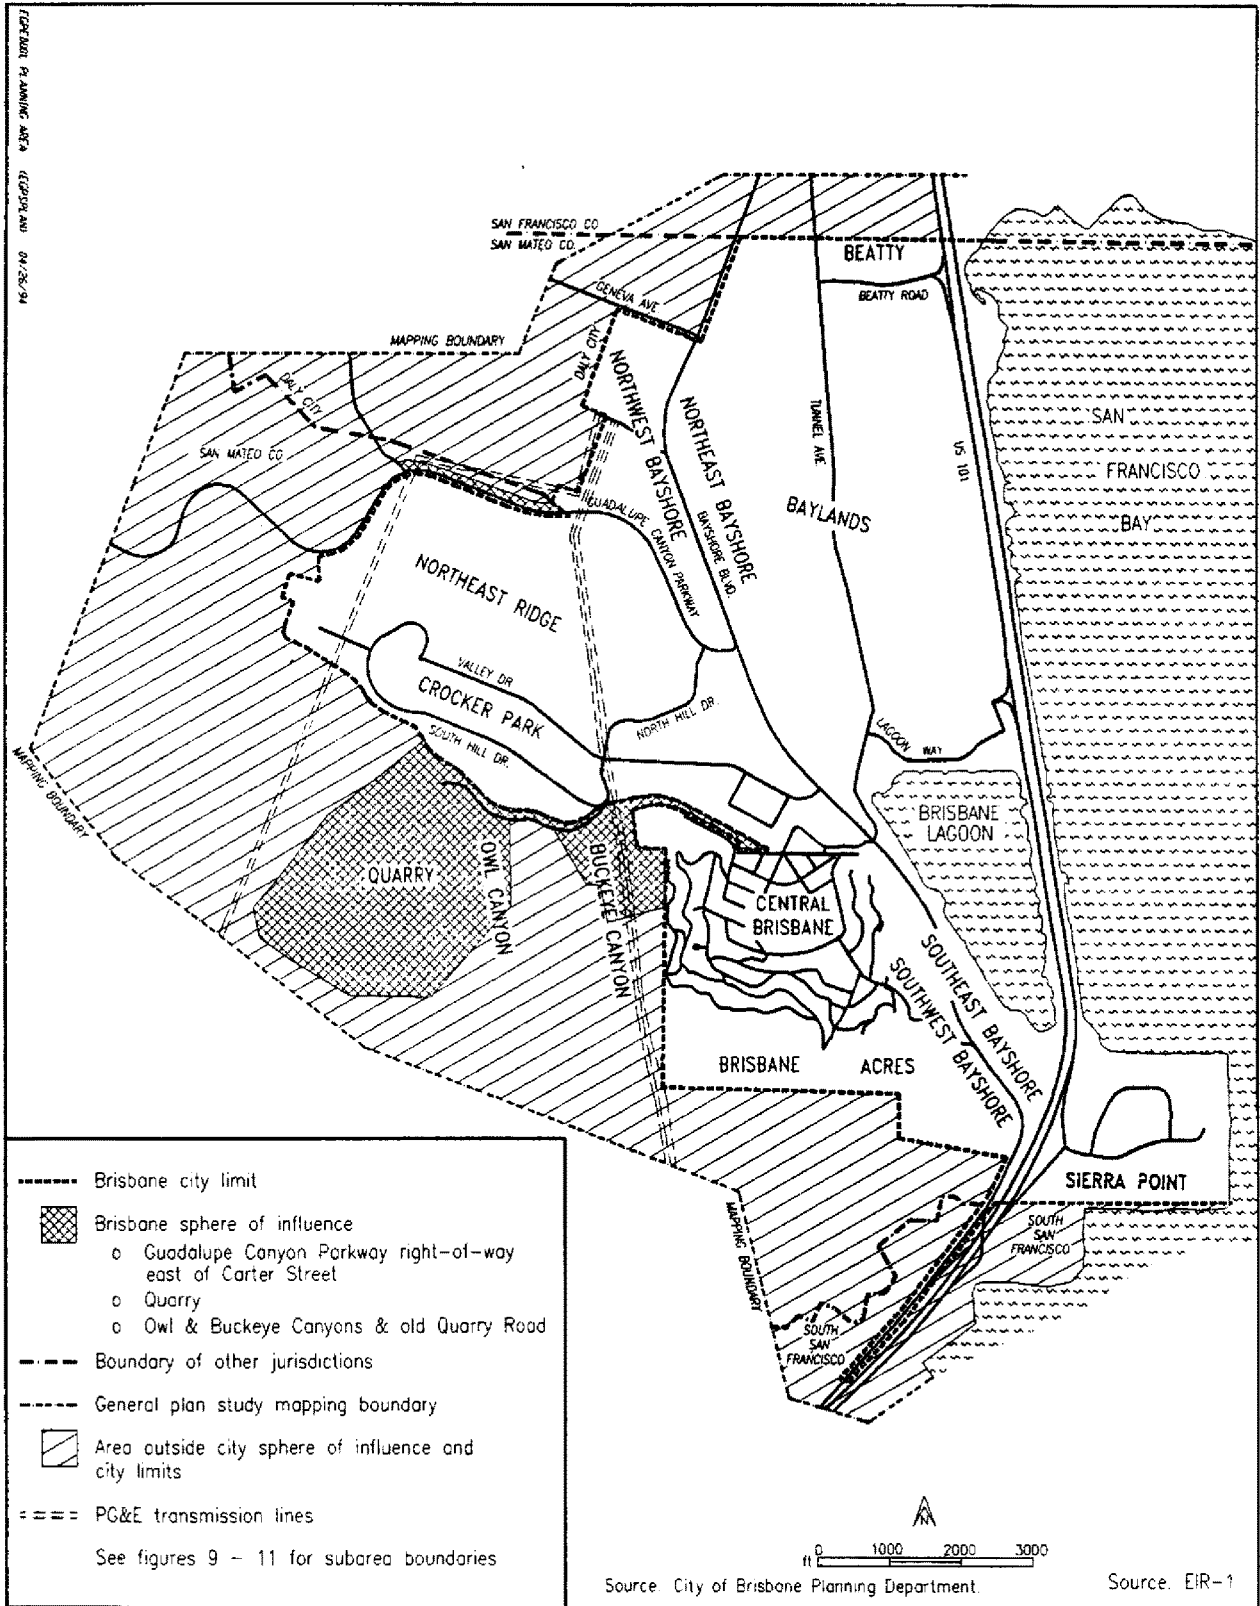 SAN FRANCISCO CO
SAN MATEO CO.
BEATTY
BEATTY ROAD
GENEVA AVE.
MAPPING BOUNDARY
DALY CITY
DALY CITY
SAN MATEO CO
NORTHWEST BAYSHORE
NORTHEAST BAYSHORE
BAYSHORE BLVD.
TUNNEL AVE
US 101
SAN
FRANCISCO
BAY
BAYLANDS
GUADALUPE
CANYON PARKWAY
NORTHEAST RIDGE
VALLEY DR
CROCKER PARK
SOUTH HILL DR.
NORTH HILL DR.
LAGOON WAY
MAPPING BOUNDARY
BRISBANE
LAGOON
QUARRY
OWL CANYON
BUCKEYE CANYON
CENTRAL
BRISBANE
SOUTHEAST BAYSHORE
SOUTHWEST BAYSHORE
BRISBANE ACRES
SIERRA POINT
MAPPING BOUNDARY
SOUTH
SAN
FRANCISCO
SOUTH
SAN
FRANCISCO
Brisbane city limit
Brisbane sphere of influence
o Guadalupe Canyon Parkway right-of-way
east of Carter Street
o Quarry
o Owl & Buckeye Canyons & old Quarry Road
Boundary of other jurisdictions
General plan study mapping boundary
Area outside city sphere of influence and
city limits
PG&E transmission lines
See figures 9 - 11 for subarea boundaries
N
ft 0 1000 2000 3000
Source. City of Brisbane Planning Department.
Source. EIR-1
PLANNING AREA 04/26/94